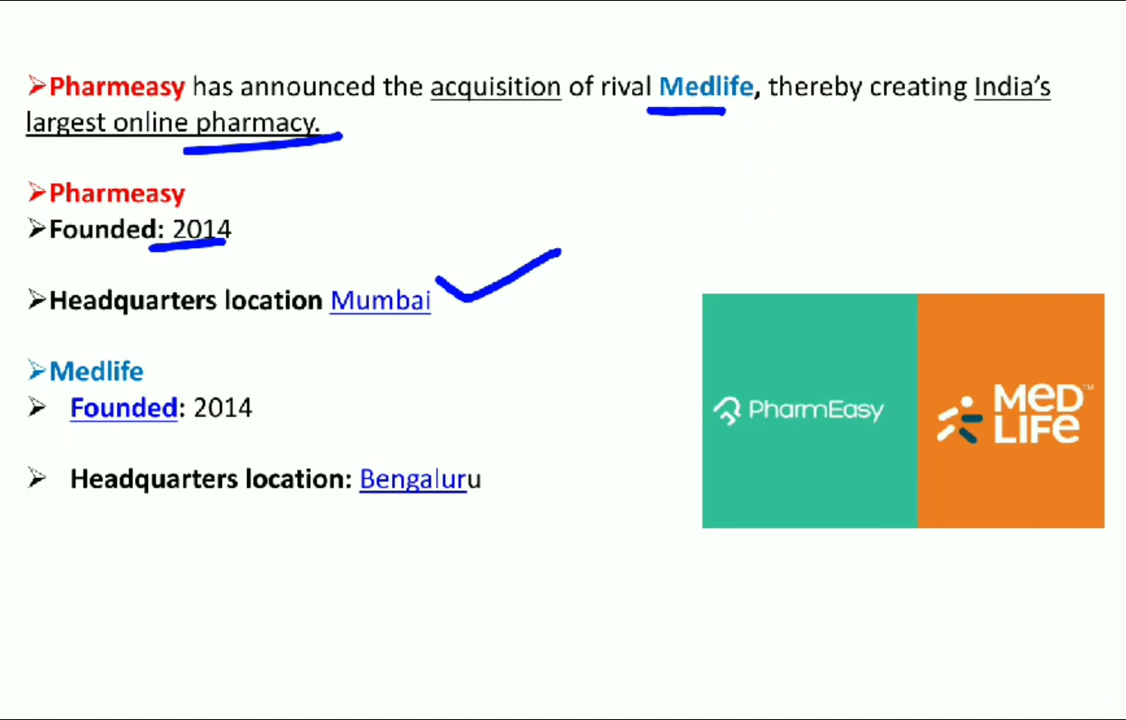 ➢Pharmeasy has announced the acquisition of rival Medlife, thereby creating India's
largest online pharmacy.
➢Pharmeasy
➢Founded: 2014
➢Headquarters location Mumbai
➢Medlife
➢ Founded: 2014
➢ Headquarters location: Bengaluru
PharmEasy
MeD
LIFe™